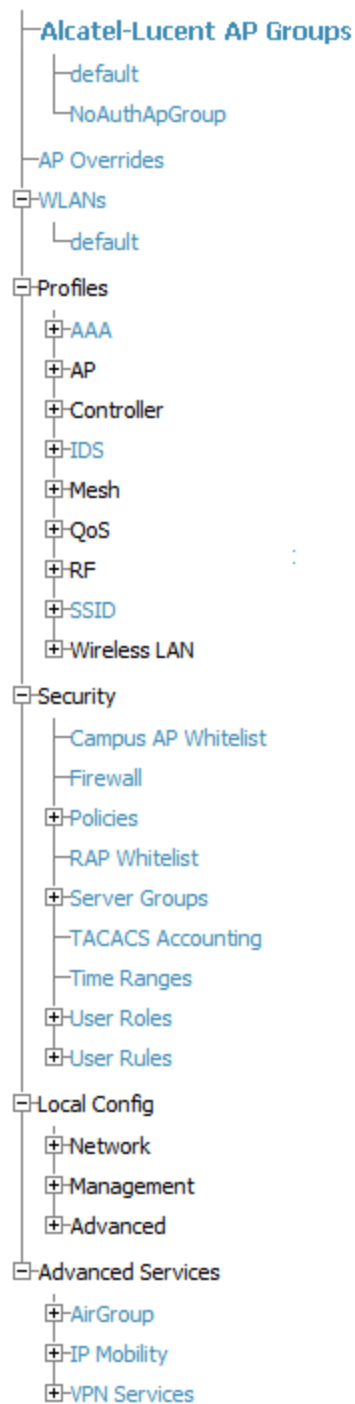 Alcatel-Lucent AP Groups
default
NoAuthApGroup
AP Overrides
WLANs
default
Profiles
AAA
AP
Controller
IDS
Mesh
QoS
RF
SSID
Wireless LAN
Security
Campus AP Whitelist
Firewall
Policies
RAP Whitelist
Server Groups
TACACS Accounting
Time Ranges
User Roles
User Rules
Local Config
Network
Management
Advanced
Advanced Services
AirGroup
IP Mobility
VPN Services